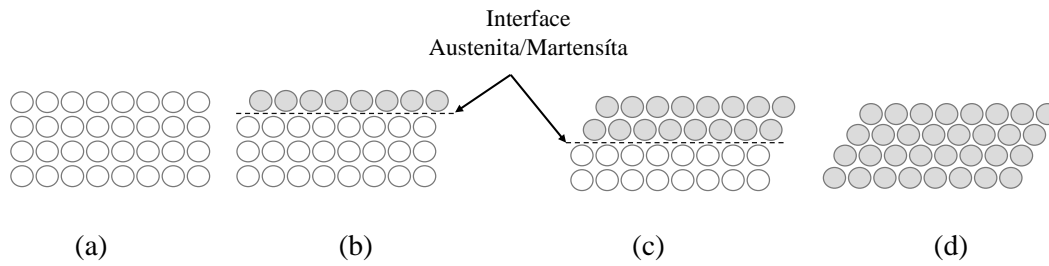 Interface
Austenita/Martensíta
(a)
(b)
(c)
(d)